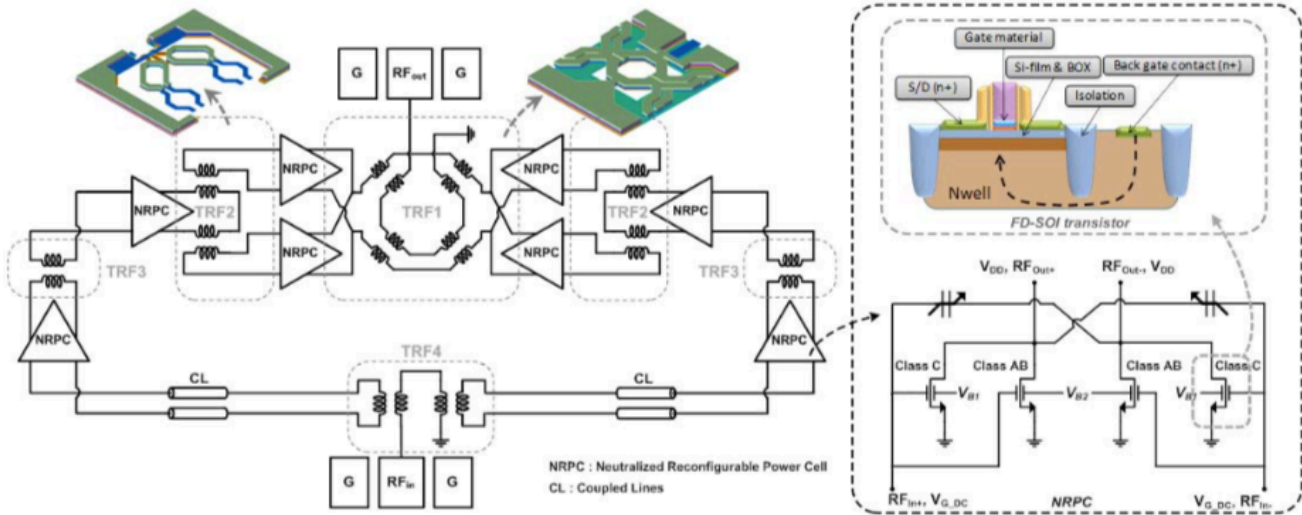 G
RFout
G
NRPC
NRPC
NRPC
NRPC
TRF2
TRF1
TRF2
NRPC
NRPC
TRF3
TRF3
NRPC
NRPC
TRF4
CL
CL
G
RFin
G
NRPC : Neutralized Reconfigurable Power Cell
CL : Coupled Lines
Gate material
Si-film & BOX
Back gate contact (n+)
S/D (n+)
Isolation
Nwell
FD-SOI transistor
VDD, RFOut+
RFOut-, VDD
Class C
Class AB
Class AB
Class C
VB1
VB2
RFIn+, VG_DC
NRPC
VG_DC, RFIn-